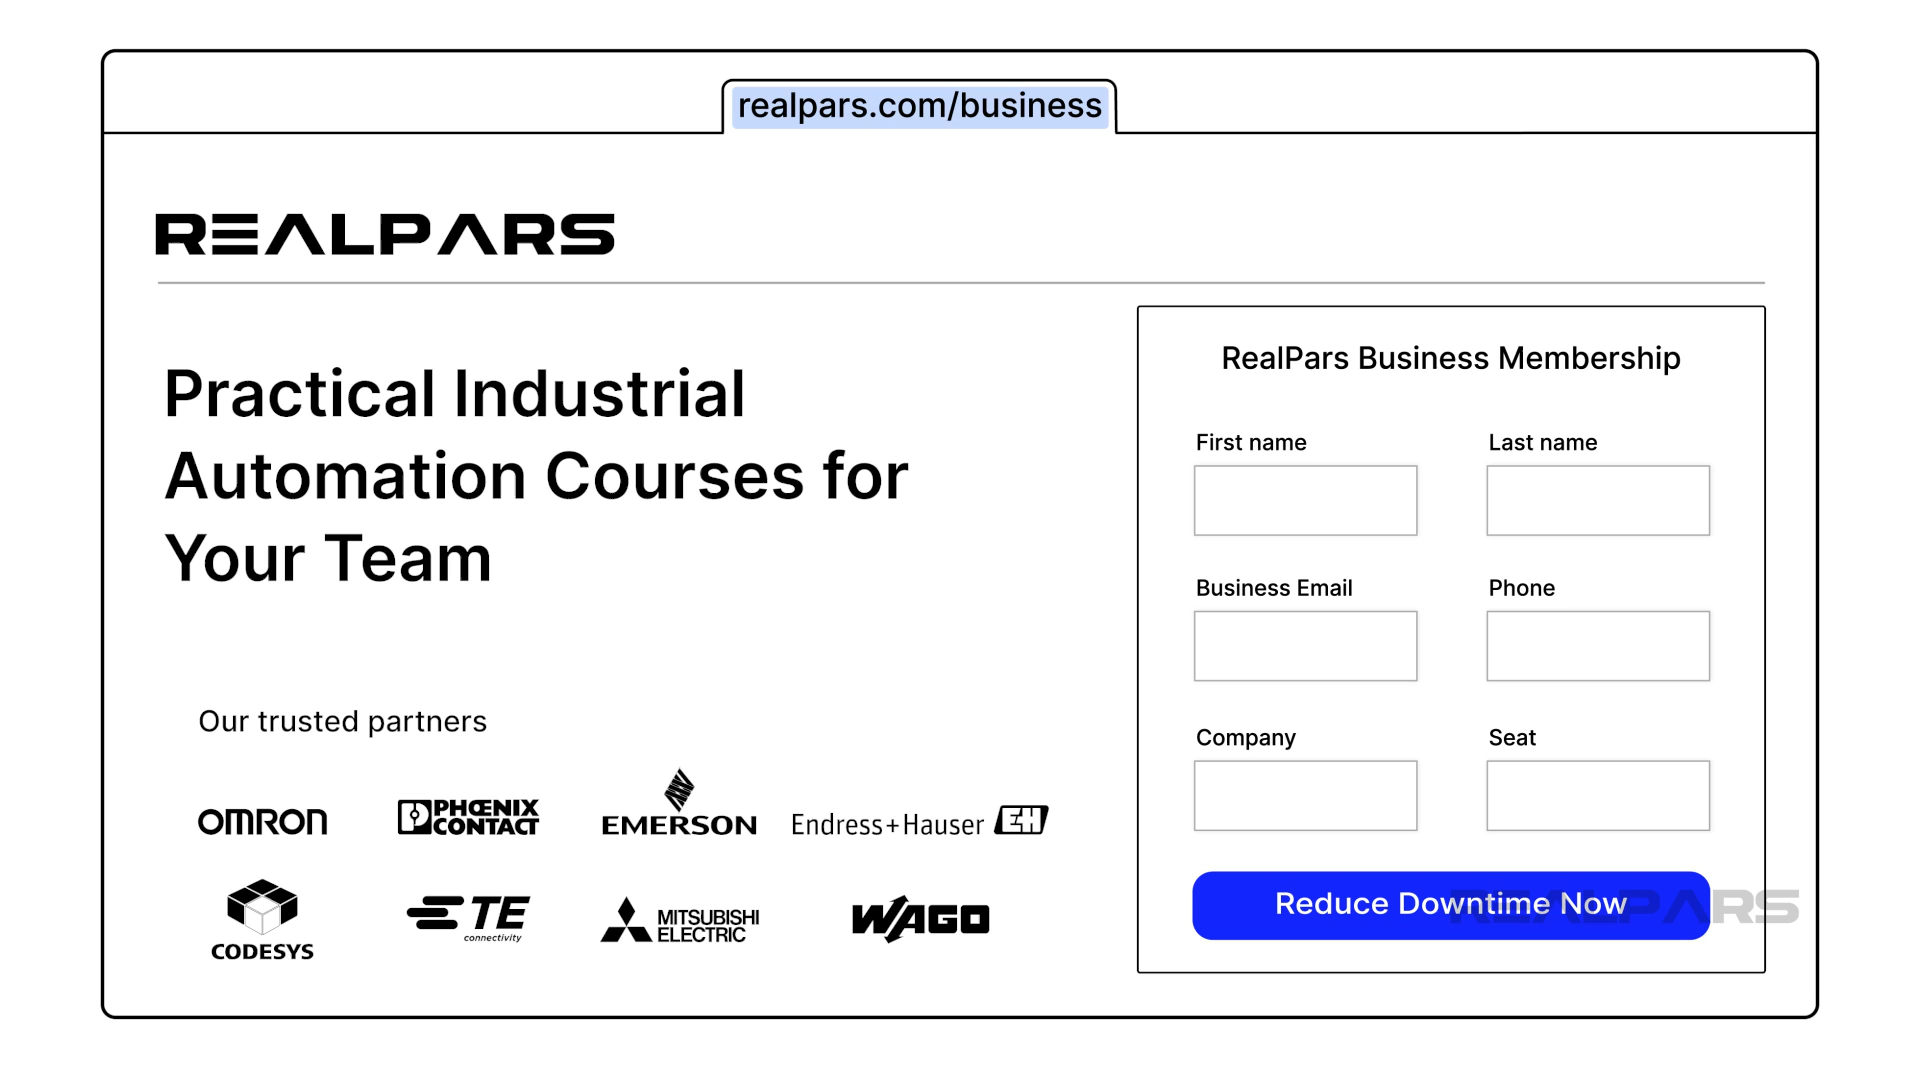 realpars.com/business
REALPARS
Practical Industrial
Automation Courses for
Your Team
Our trusted partners
OMRON
PHŒNIX
CONTACT
EMERSON
Endress+Hauser EH
CODESYS
TE
connectivity
MITSUBISHI
ELECTRIC
WAGO
RealPars Business Membership
First name
Last name
Business Email
Phone
Company
Seat
Reduce Downtime Now
REALPARS